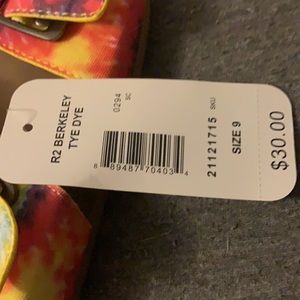 R2 BERKELEY
TYE DYE
0294
SC
8 89487 70403 4
21121715
SKU
SIZE 9
$30.00